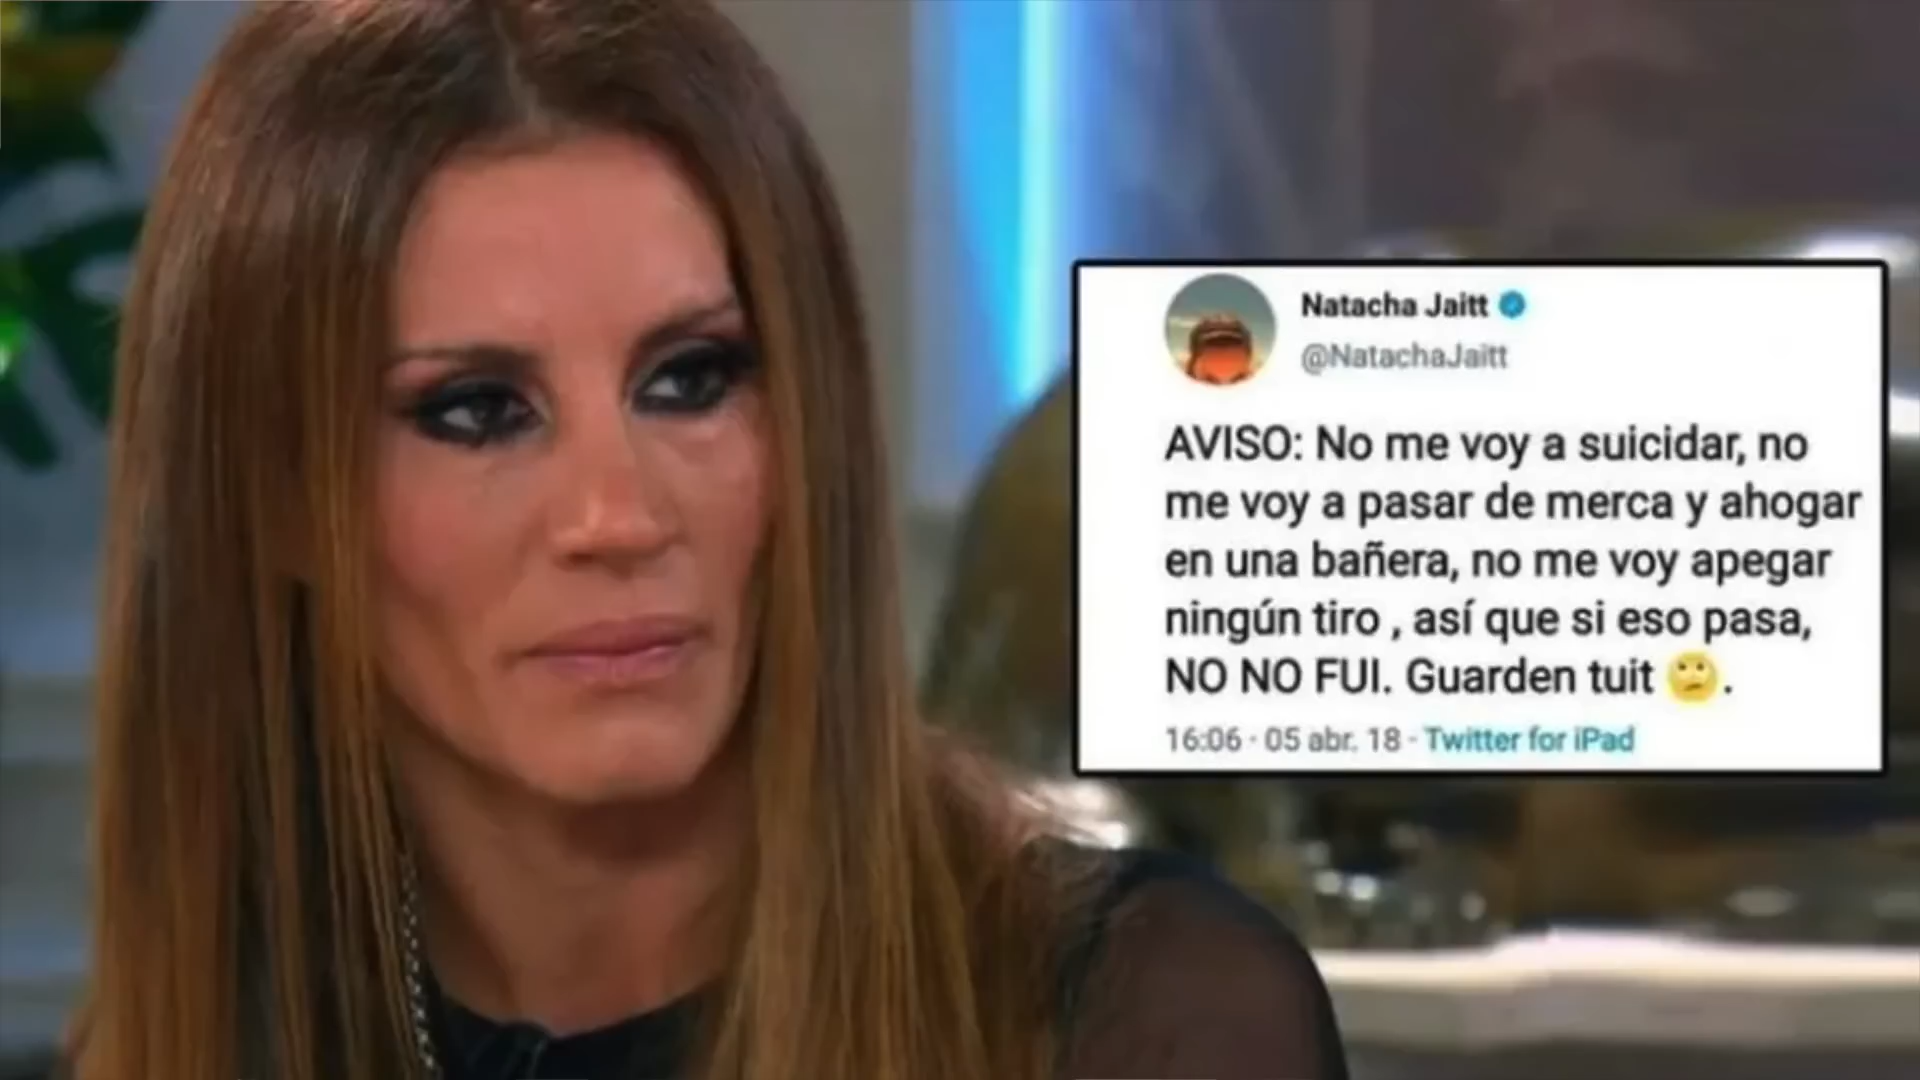 Natacha Jaitt
@NatachaJaitt
AVISO: No me voy a suicidar, no
me voy a pasar de merca y ahogar
en una bañera, no me voy apegar
ningún tiro , así que si eso pasa,
NO NO FUI. Guarden tuit 🙄.
16:06 · 05 abr. 18 · Twitter for iPad